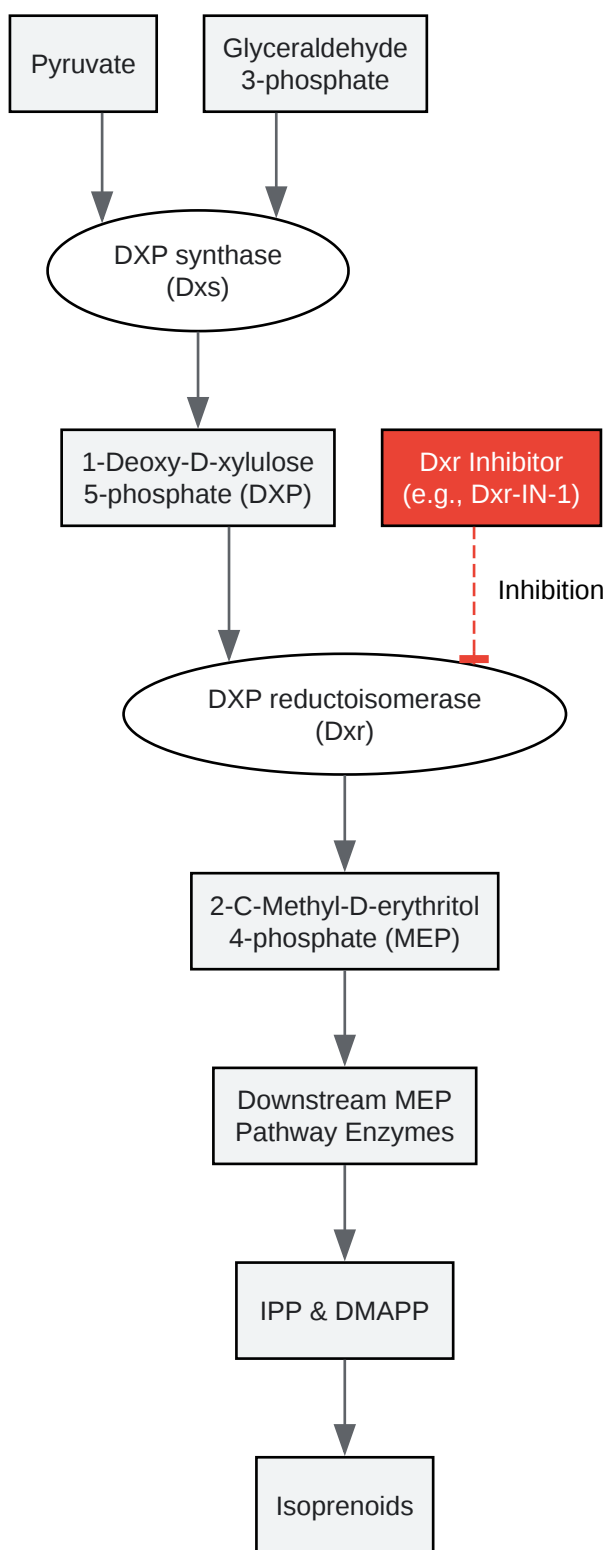 Pyruvate
Glyceraldehyde
3-phosphate
DXP synthase
(Dxs)
1-Deoxy-D-xylulose
5-phosphate (DXP)
Dxr Inhibitor
(e.g., Dxr-IN-1)
Inhibition
DXP reductoisomerase
(Dxr)
2-C-Methyl-D-erythritol
4-phosphate (MEP)
Downstream MEP
Pathway Enzymes
IPP & DMAPP
Isoprenoids